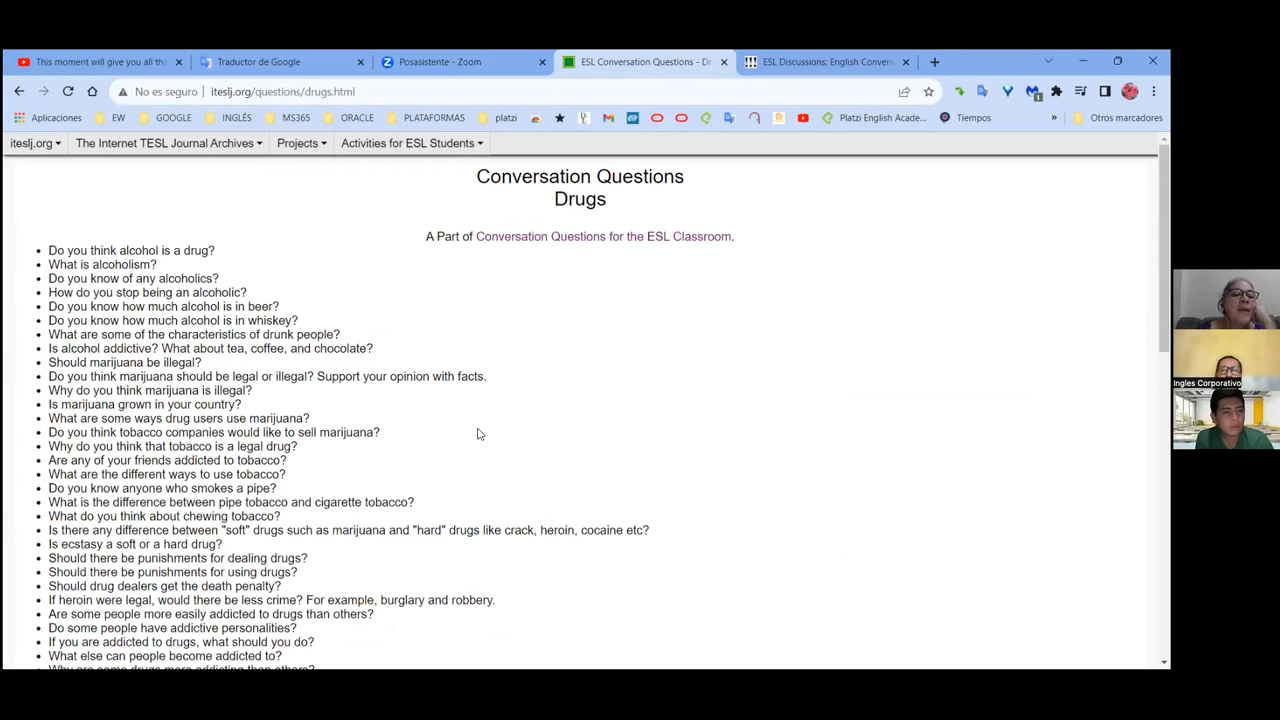 This moment will give you all the
Traductor de Google
Posasistente - Zoom
ESL Conversation Questions - Dr
ESL Discussions: English Convers
No es seguro
iteslj.org/questions/drugs.html
Aplicaciones
EW
GOOGLE
INGLÉS
MS365
ORACLE
PLATAFORMAS
platzi
1
Platzi English Acade...
Tiempos
»
Otros marcadores
iteslj.org
The Internet TESL Journal Archives
Projects
Activities for ESL Students
Conversation Questions
Drugs
A Part of Conversation Questions for the ESL Classroom.
• Do you think alcohol is a drug?
• What is alcoholism?
• Do you know of any alcoholics?
• How do you stop being an alcoholic?
• Do you know how much alcohol is in beer?
• Do you know how much alcohol is in whiskey?
• What are some of the characteristics of drunk people?
• Is alcohol addictive? What about tea, coffee, and chocolate?
• Should marijuana be illegal?
• Do you think marijuana should be legal or illegal? Support your opinion with facts.
• Why do you think marijuana is illegal?
• Is marijuana grown in your country?
• What are some ways drug users use marijuana?
• Do you think tobacco companies would like to sell marijuana?
• Why do you think that tobacco is a legal drug?
• Are any of your friends addicted to tobacco?
• What are the different ways to use tobacco?
• Do you know anyone who smokes a pipe?
• What is the difference between pipe tobacco and cigarette tobacco?
• What do you think about chewing tobacco?
• Is there any difference between "soft" drugs such as marijuana and "hard" drugs like crack, heroin, cocaine etc?
• Is ecstasy a soft or a hard drug?
• Should there be punishments for dealing drugs?
• Should there be punishments for using drugs?
• Should drug dealers get the death penalty?
• If heroin were legal, would there be less crime? For example, burglary and robbery.
• Are some people more easily addicted to drugs than others?
• Do some people have addictive personalities?
• If you are addicted to drugs, what should you do?
• What else can people become addicted to?
• Why are some drugs more addicting than others?
Ingles Corporativo